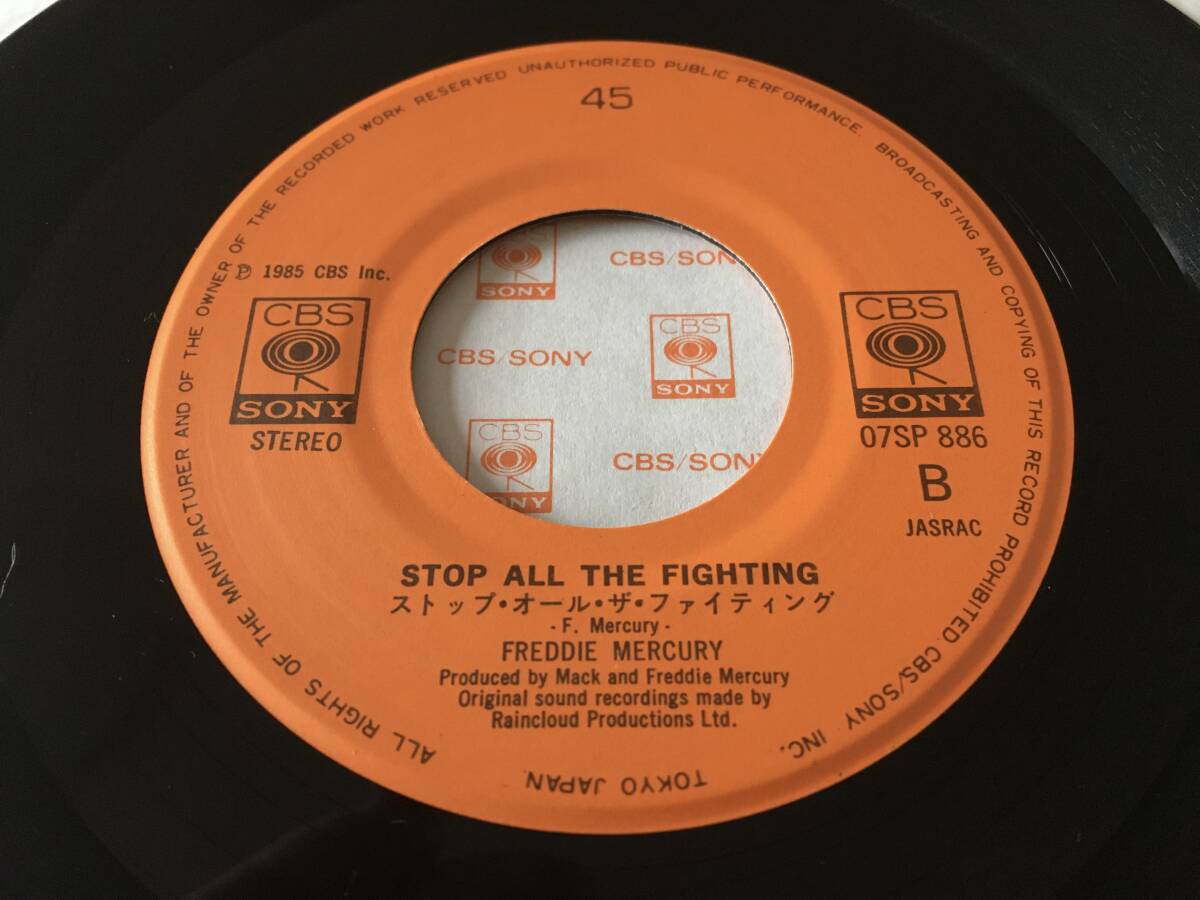 45
ALL RIGHTS OF THE MANUFACTURER AND OF THE OWNER OF THE RECORDED WORK RESERVED UNAUTHORIZED PUBLIC PERFORMANCE. BROADCASTING AND COPYING OF THIS RECORD PROHIBITED. CBS/SONY INC.
TOKYO JAPAN
℗ 1985 CBS Inc.
CBS
SONY
STEREO
CBS
SONY
07SP 886
B
JASRAC
SONY
CBS/SON
CBS/SONY
CBS
SONY
CBS
SONY
CBS/SONY
STOP ALL THE FIGHTING
ストップ・オール・ザ・ファイティング
- F. Mercury -
FREDDIE MERCURY
Produced by Mack and Freddie Mercury
Original sound recordings made by
Raincloud Productions Ltd.